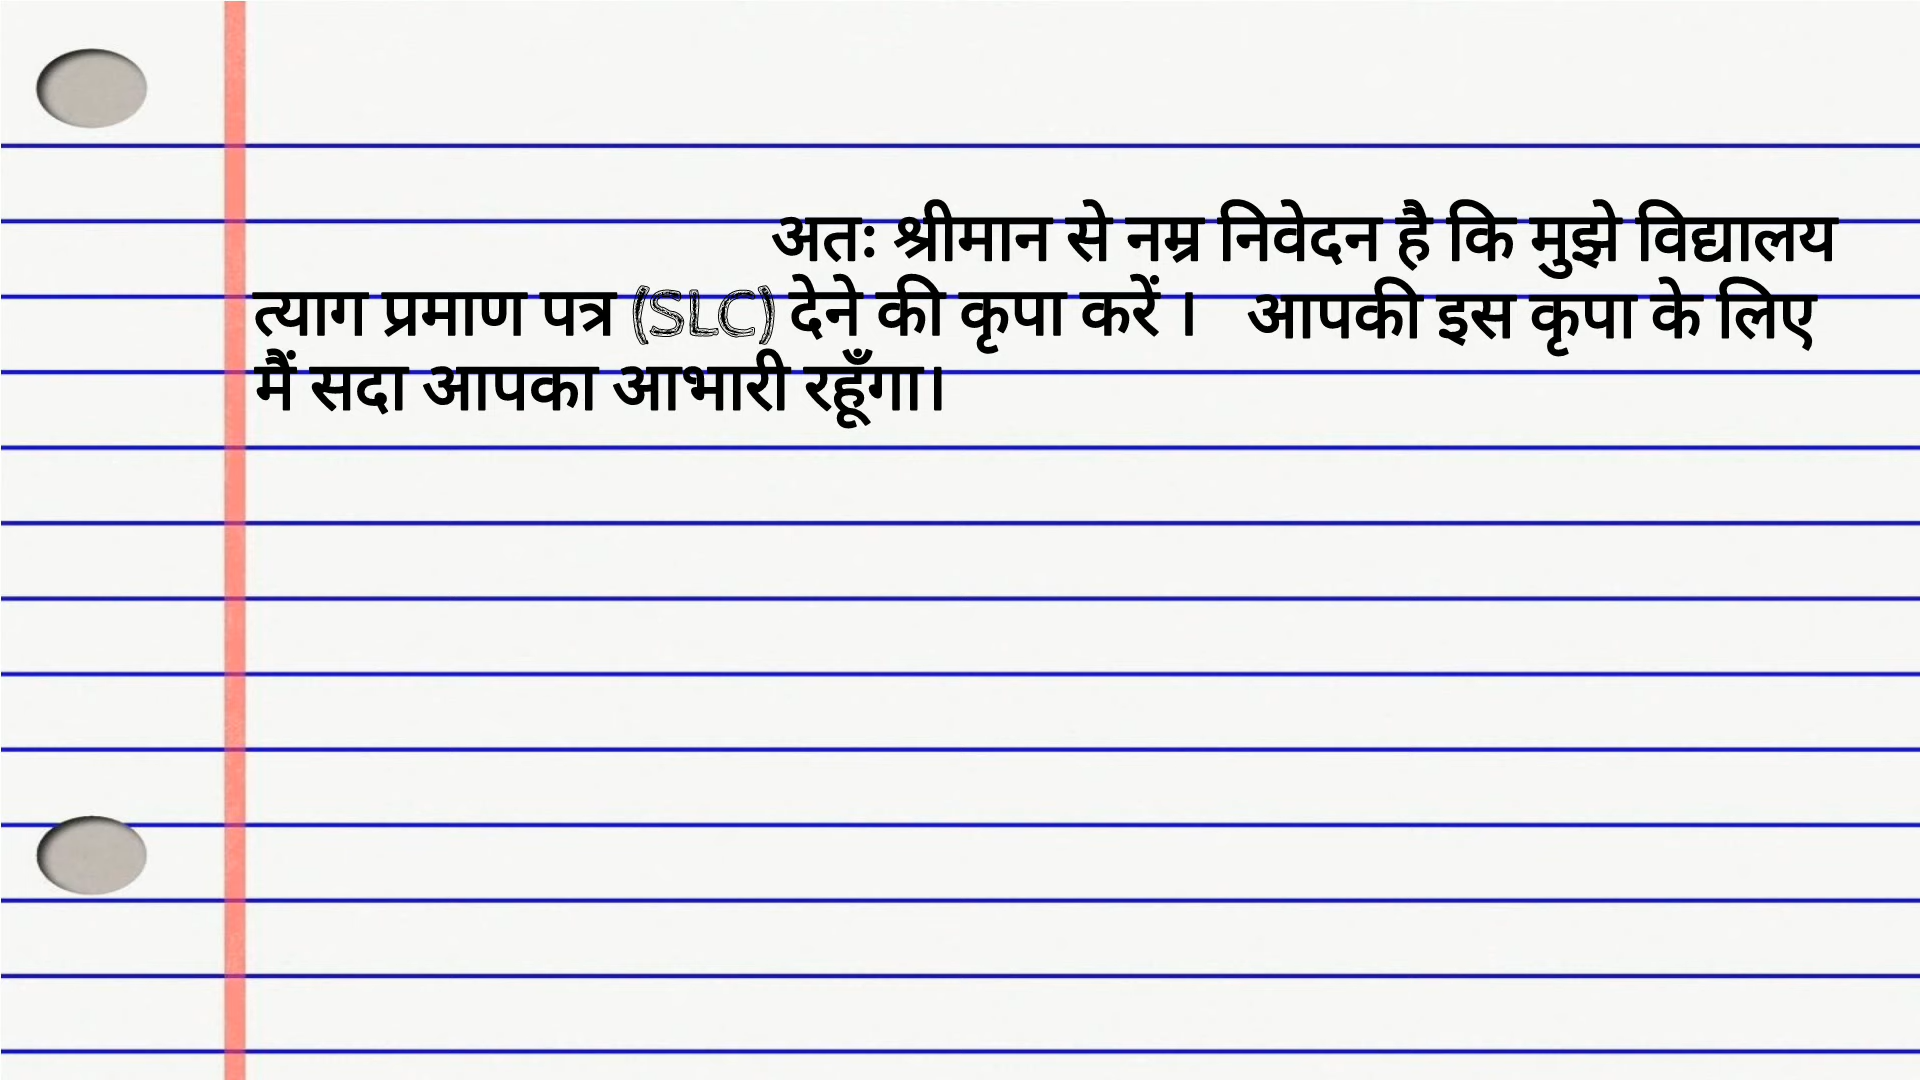 अतः श्रीमान से नम्र निवेदन है कि मुझे विद्यालय
त्याग प्रमाण पत्र (SLC) देने की कृपा करें । आपकी इस कृपा के लिए
मैं सदा आपका आभारी रहूँगा।